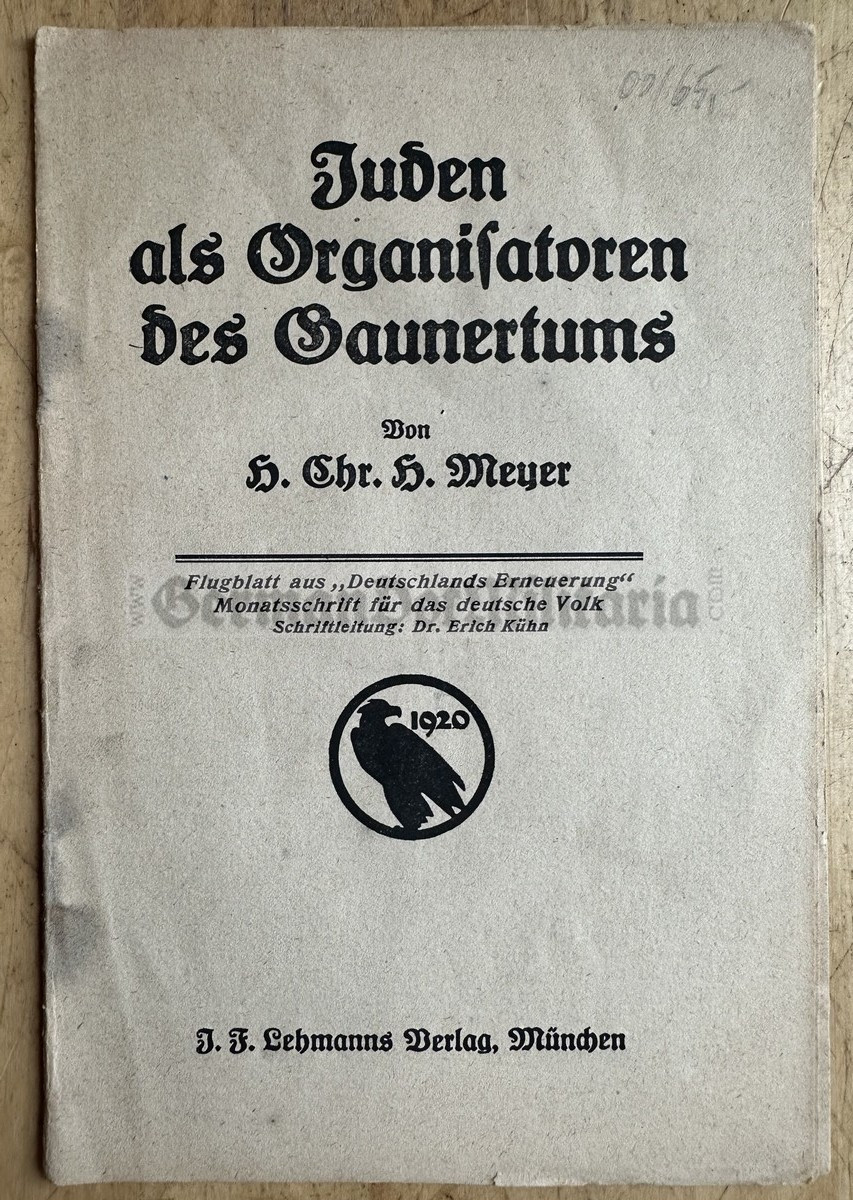 Juden
als Organiſatoren
des Gaunertums
Von
H. Chr. H. Meyer
Flugblatt aus „Deutschlands Erneuerung“
Monatsschrift für das deutsche Volk
Schriftleitung: Dr. Erich Kühn
1920
J. F. Lehmanns Verlag, München